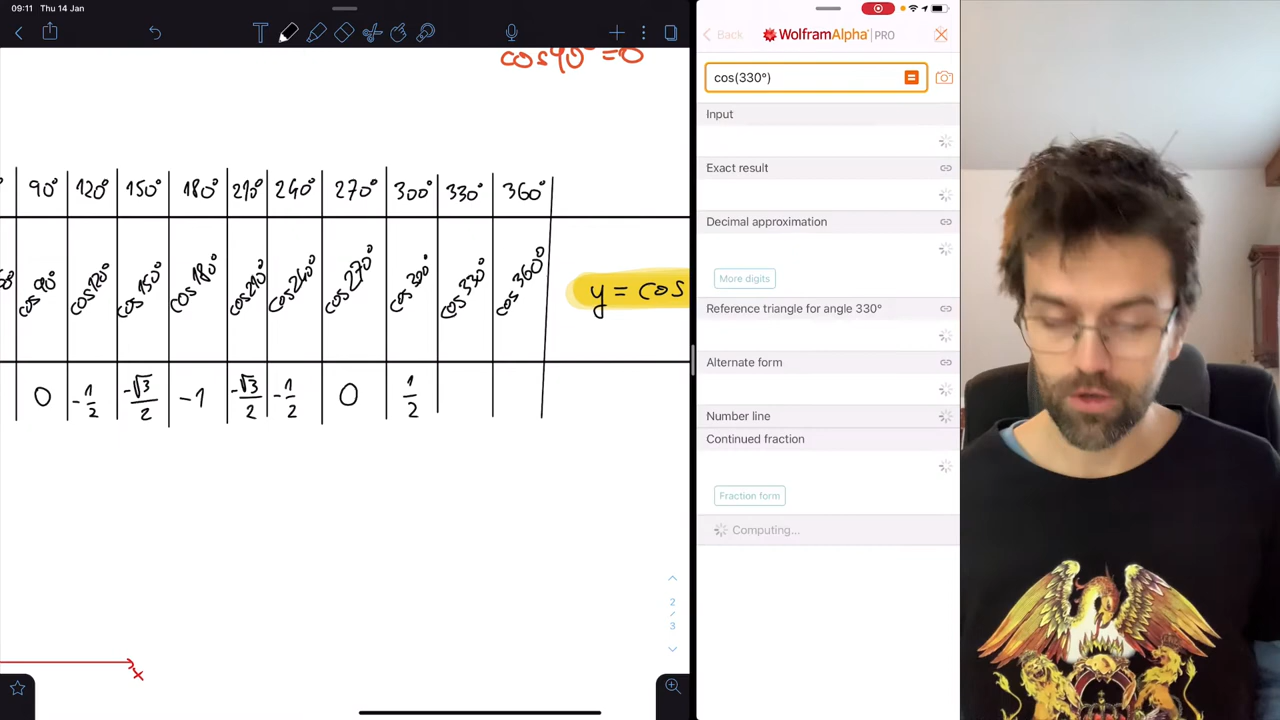 09:11 Thu 14 Jan
cos90° = 0
90° 120° 150° 180° 210° 240° 270° 300° 330° 360°
cos 90° cos 120° cos 150° cos 180° cos 210° cos 240° cos 270° cos 300° cos 330° cos 360°
y = cos
0 -1/2 -√3/2 -1 -√3/2 -1/2 0 1/2
x
2
/
3
Back
WolframAlpha PRO
cos(330°)
=
Input
Exact result
Decimal approximation
More digits
Reference triangle for angle 330°
Alternate form
Number line
Continued fraction
Fraction form
Computing...